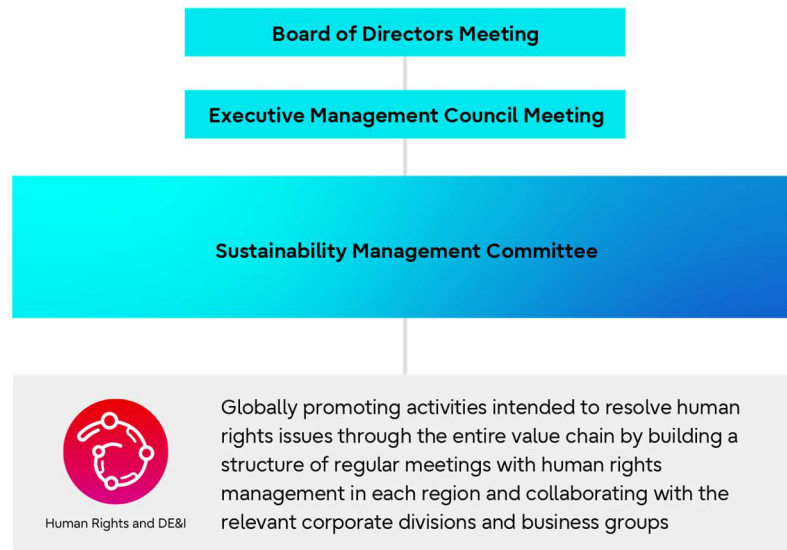 Board of Directors Meeting
Executive Management Council Meeting
Sustainability Management Committee
Globally promoting activities intended to resolve human
rights issues through the entire value chain by building a
structure of regular meetings with human rights
management in each region and collaborating with the
relevant corporate divisions and business groups
Human Rights and DE&I